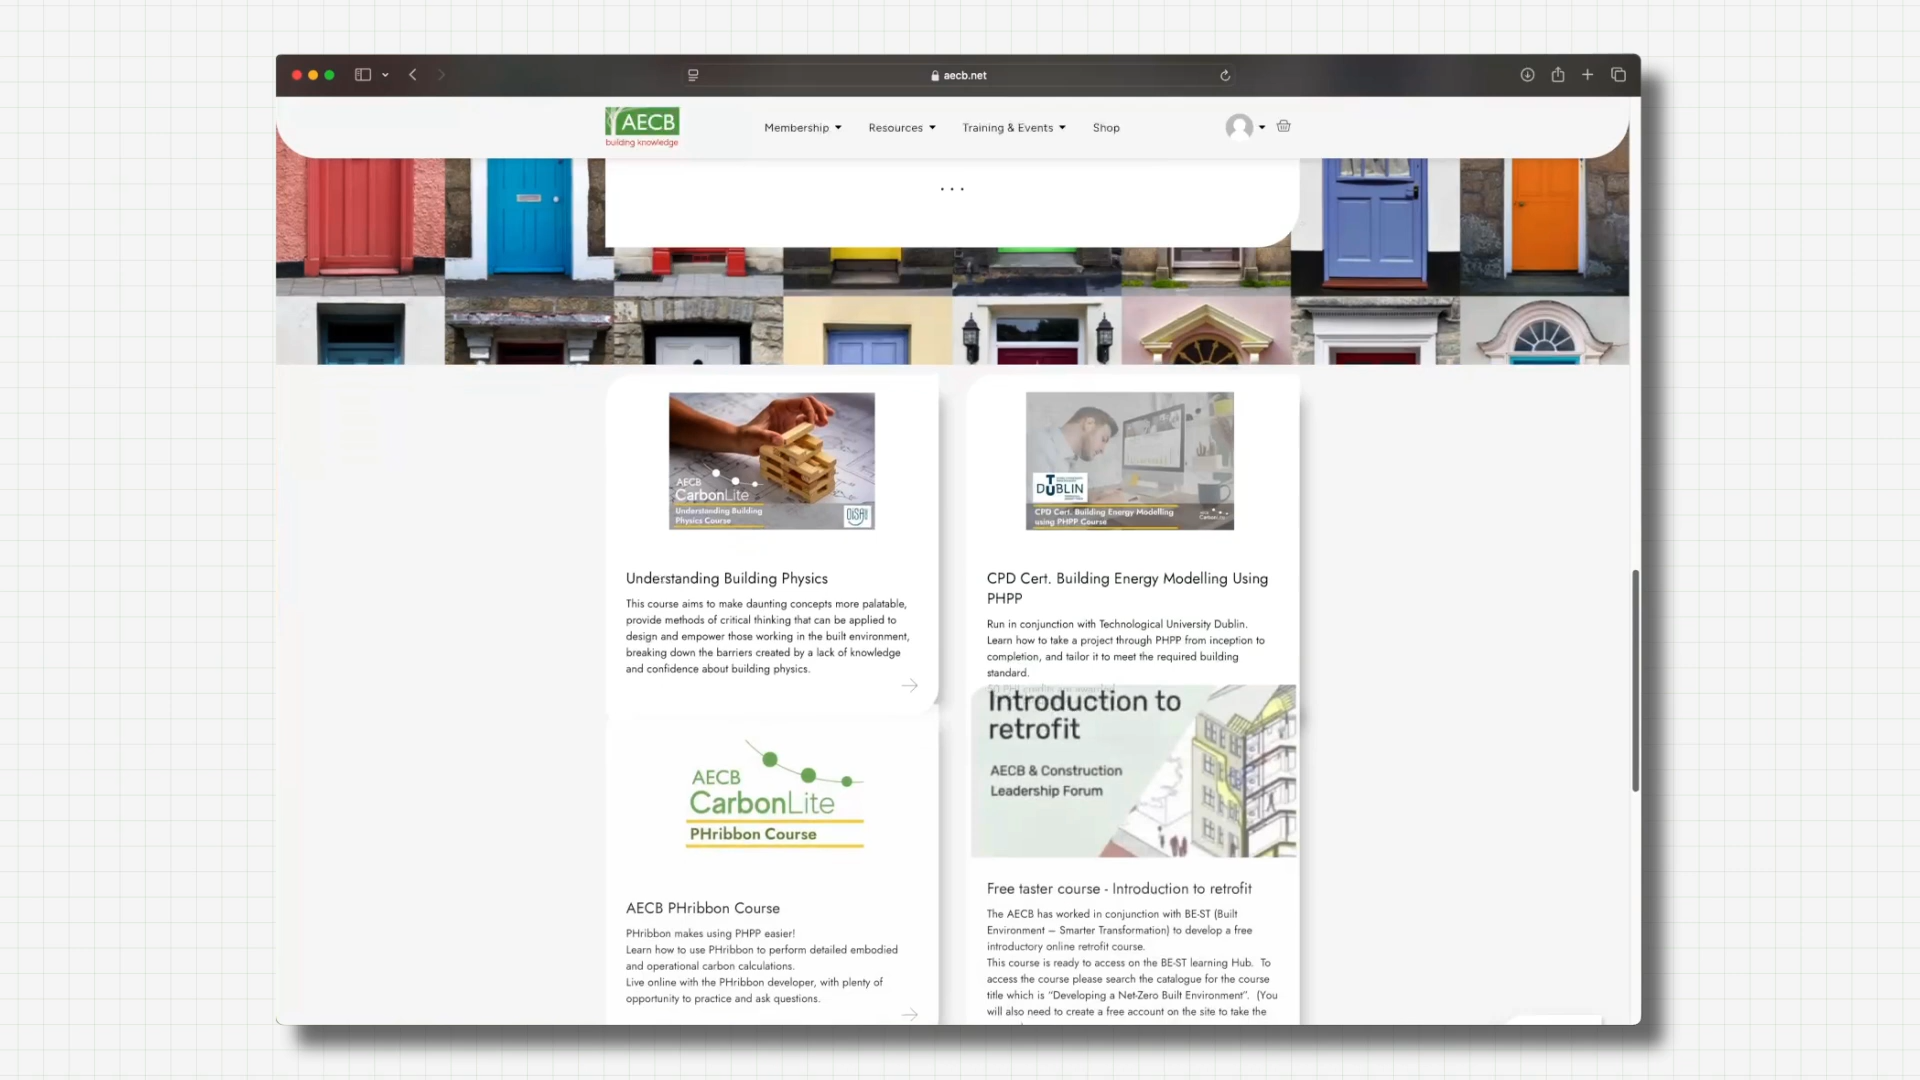 aecb.net
AECB
building knowledge
Membership
Resources
Training & Events
Shop
...
AECB
CarbonLite
Understanding Building
Physics Course
DUBLIN
CPD Cert. Building Energy Modelling
using PHPP Course
Understanding Building Physics
This course aims to make daunting concepts more palatable,
provide methods of critical thinking that can be applied to
design and empower those working in the built environment,
breaking down the barriers created by a lack of knowledge
and confidence about building physics.
CPD Cert. Building Energy Modelling Using
PHPP
Run in conjunction with Technological University Dublin.
Learn how to take a project through PHPP from inception to
completion, and tailor it to meet the required building
standard.
AECB
CarbonLite
PHribbon Course
Introduction to
retrofit
AECB & Construction
Leadership Forum
AECB PHribbon Course
PHribbon makes using PHPP easier!
Learn how to use PHribbon to perform detailed embodied
and operational carbon calculations.
Live online with the PHribbon developer, with plenty of
opportunity to practice and ask questions.
Free taster course - Introduction to retrofit
The AECB has worked in conjunction with BE-ST (Built
Environment – Smarter Transformation) to develop a free
introductory online retrofit course.
This course is ready to access on the BE-ST learning Hub. To
access the course please search the catalogue for the course
title which is “Developing a Net-Zero Built Environment”. (You
will also need to create a free account on the site to take the